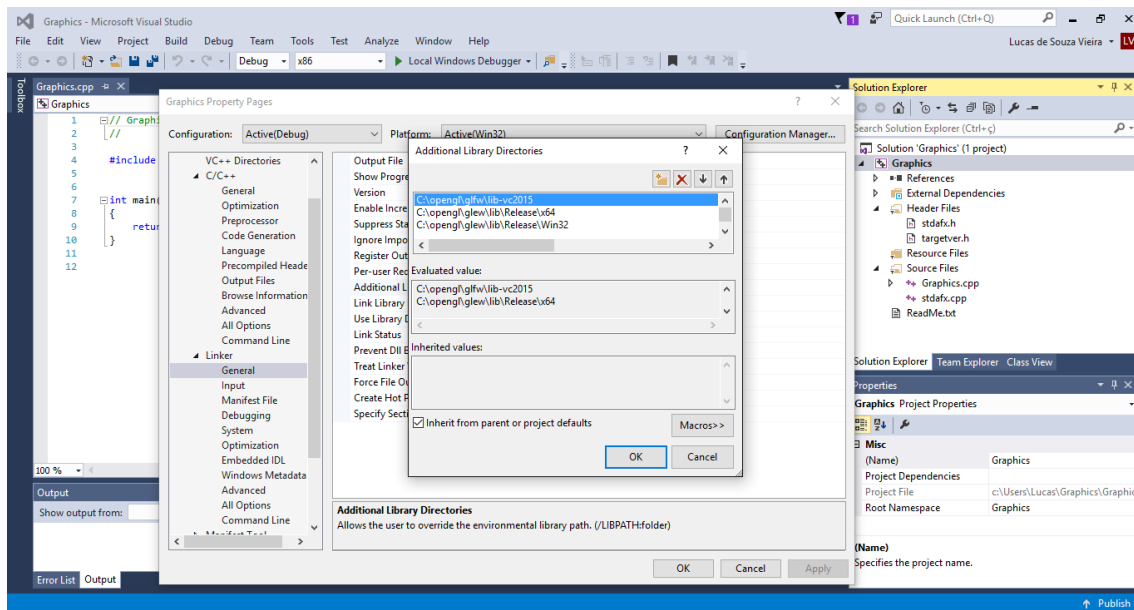 Graphics - Microsoft Visual Studio
1
Quick Launch (Ctrl+Q)
File Edit View Project Build Debug Team Tools Test Analyze Window Help
Lucas de Souza Vieira LV
Debug x86 Local Windows Debugger
Toolbox
Graphics.cpp
Graphics
1 // Graphi
2 //
3
4 #include
5
6
7 int main
8 {
9 retur
10 }
11
12
100 %
Output
Show output from:
Error List Output
Graphics Property Pages ?
Configuration: Active(Debug) Platform: Active(Win32) Configuration Manager...
VC++ Directories
C/C++
General
Optimization
Preprocessor
Code Generation
Language
Precompiled Heade
Output Files
Browse Information
Advanced
All Options
Command Line
Linker
General
Input
Manifest File
Debugging
System
Optimization
Embedded IDL
Windows Metadata
Advanced
All Options
Command Line
Output File
Show Progre
Version
Enable Incre
Suppress Sta
Ignore Impo
Register Out
Per-user Red
Additional L
Link Library
Use Library D
Link Status
Prevent Dll B
Treat Linker
Force File Ou
Create Hot P
Specify Secti
Additional Library Directories
Allows the user to override the environmental library path. (/LIBPATH:folder)
OK Cancel Apply
Additional Library Directories ?
C:\opengl\glfw\lib-vc2015
C:\opengl\glew\lib\Release\x64
C:\opengl\glew\lib\Release\Win32
Evaluated value:
C:\opengl\glfw\lib-vc2015
C:\opengl\glew\lib\Release\x64
Inherited values:
Inherit from parent or project defaults
Macros>>
OK Cancel
Solution Explorer
Search Solution Explorer (Ctrl+ç)
Solution 'Graphics' (1 project)
Graphics
References
External Dependencies
Header Files
stdafx.h
targetver.h
Resource Files
Source Files
Graphics.cpp
stdafx.cpp
ReadMe.txt
Solution Explorer Team Explorer Class View
Properties
Graphics Project Properties
Misc
(Name) Graphics
Project Dependencies
Project File c:\Users\Lucas\Graphics\Graphic
Root Namespace Graphics
(Name)
Specifies the project name.
Publish